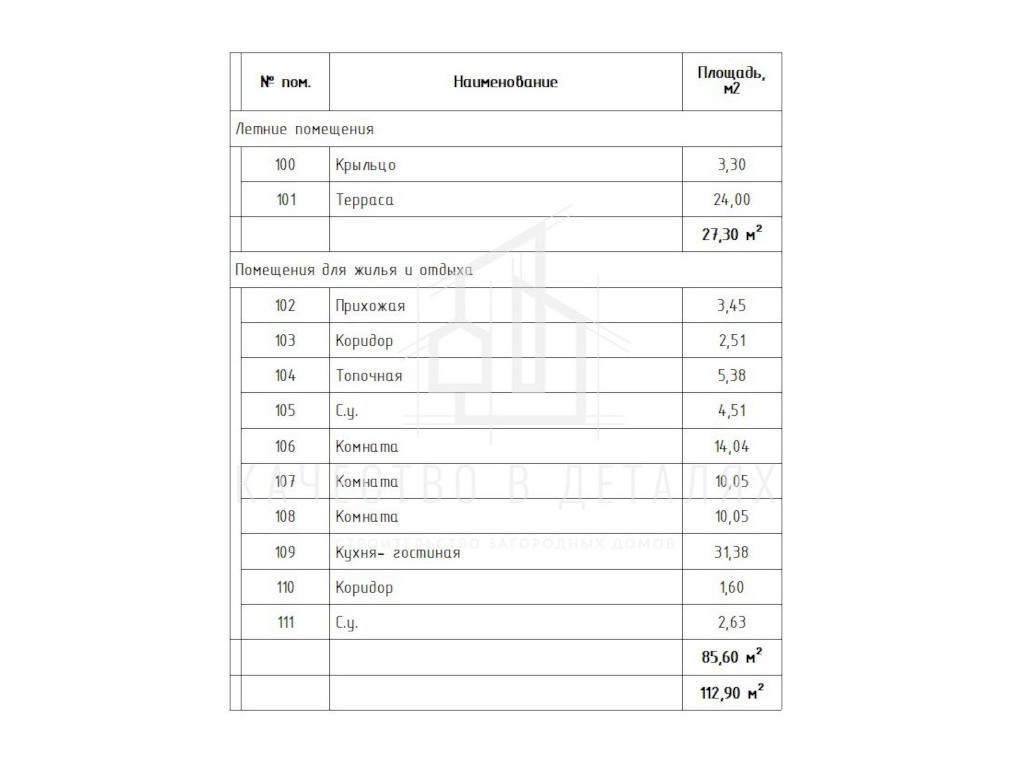 № пом. Наименование Площадь, м2
Летние помещения
100 Крыльцо 3,30
101 Терраса 24,00
27,30 м²
Помещения для жилья и отдыха
102 Прихожая 3,45
103 Коридор 2,51
104 Топочная 5,38
105 С.у. 4,51
106 Комната 14,04
КАЧЕСТВО В ДЕТАЛЯХ
107 Комната 10,05
108 Комната 10,05
СТРОИТЕЛЬСТВО ЗАГОРОДНЫХ ДОМОВ
109 Кухня- гостиная 31,38
110 Коридор 1,60
111 С.у. 2,63
85,60 м²
112,90 м²